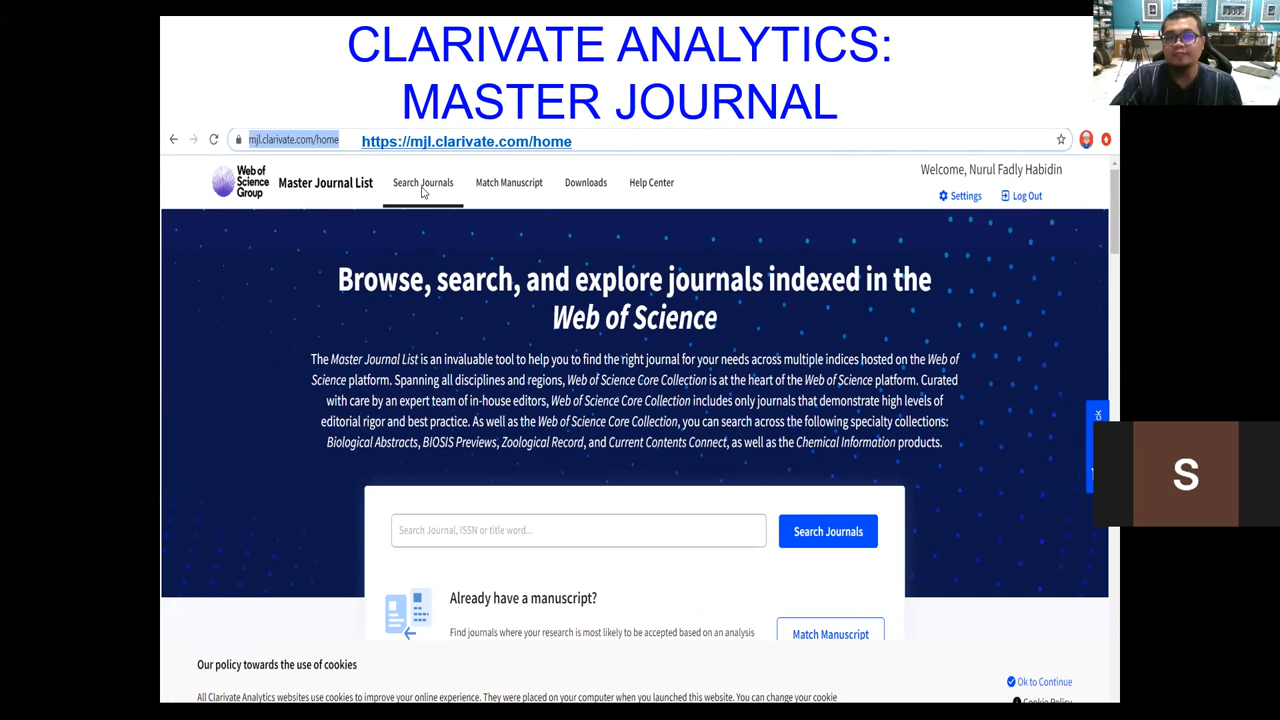 CLARIVATE ANALYTICS:
MASTER JOURNAL
mjl.clarivate.com/home https://mjl.clarivate.com/home
Web of
Science
Group
Master Journal List Search Journals Match Manuscript Downloads Help Center
Welcome, Nurul Fadly Habidin
Settings Log Out
Browse, search, and explore journals indexed in the
Web of Science
The Master Journal List is an invaluable tool to help you to find the right journal for your needs across multiple indices hosted on the Web of
Science platform. Spanning all disciplines and regions, Web of Science Core Collection is at the heart of the Web of Science platform. Curated
with care by an expert team of in-house editors, Web of Science Core Collection includes only journals that demonstrate high levels of
editorial rigor and best practice. As well as the Web of Science Core Collection, you can search across the following specialty collections:
Biological Abstracts, BIOSIS Previews, Zoological Record, and Current Contents Connect, as well as the Chemical Information products.
S
Search Journal, ISSN or title word... Search Journals
Already have a manuscript?
Find journals where your research is most likely to be accepted based on an analysis
Match Manuscript
Our policy towards the use of cookies
All Clarivate Analytics websites use cookies to improve your online experience. They were placed on your computer when you launched this website. You can change your cookie
Ok to Continue
Cookie Policy